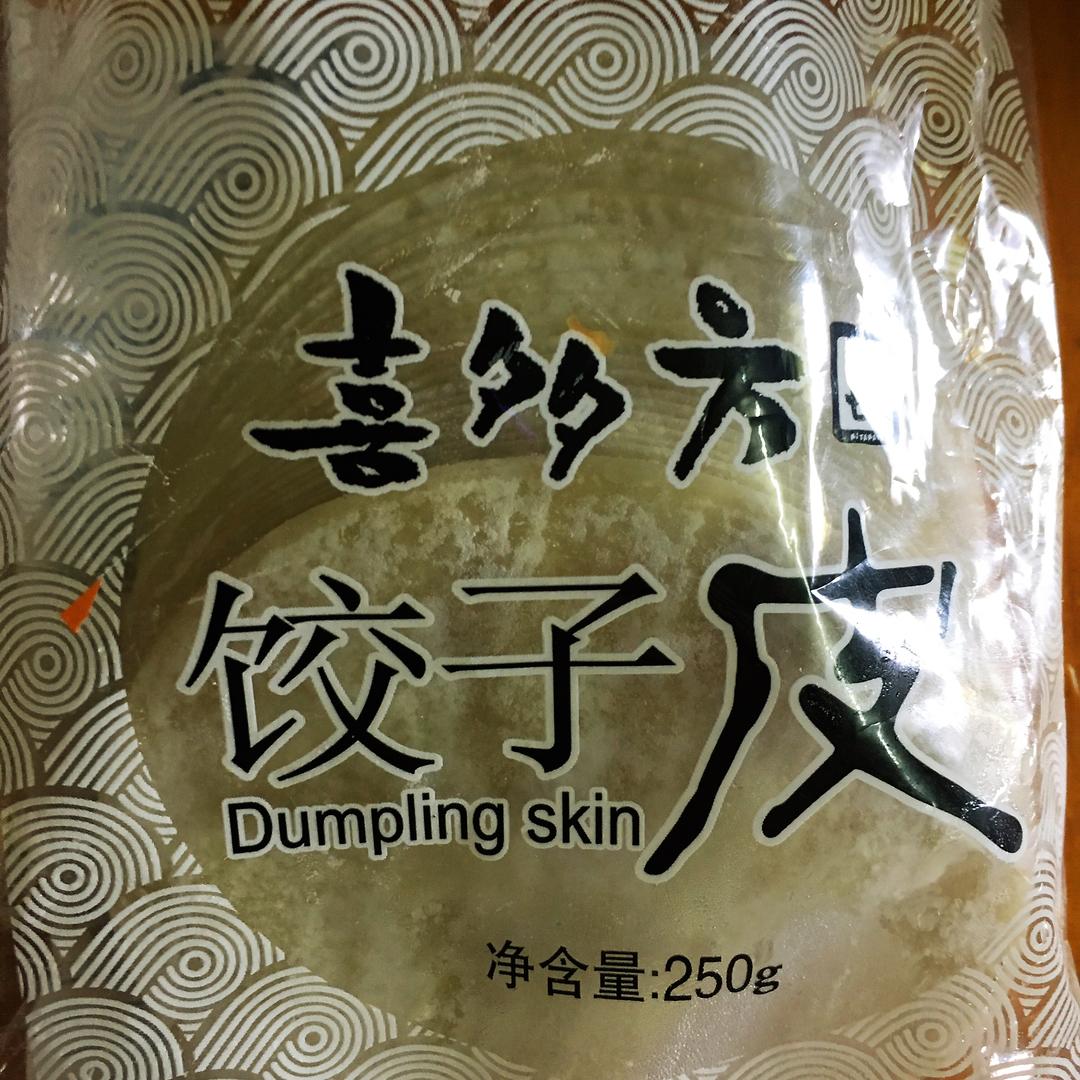 喜多方
饺子皮
Dumpling skin
净含量:250g